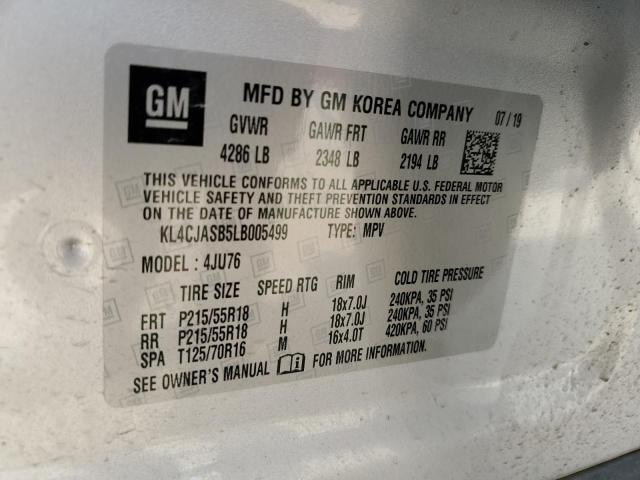 GM
MFD BY GM KOREA COMPANY 07/19
GVWR GAWR FRT GAWR RR
4286 LB 2348 LB 2194 LB
THIS VEHICLE CONFORMS TO ALL APPLICABLE U.S. FEDERAL MOTOR
VEHICLE SAFETY AND THEFT PREVENTION STANDARDS IN EFFECT
ON THE DATE OF MANUFACTURE SHOWN ABOVE.
KL4CJASB5LB005499 TYPE: MPV
MODEL: 4JU76
TIRE SIZE SPEED RTG RIM COLD TIRE PRESSURE
FRT P215/55R18 H 18x7.0J 240KPA, 35 PSI
RR P215/55R18 H 18x7.0J 240KPA, 35 PSI
SPA T125/70R16 M 16x4.0T 420KPA, 60 PSI
SEE OWNER'S MANUAL FOR MORE INFORMATION.